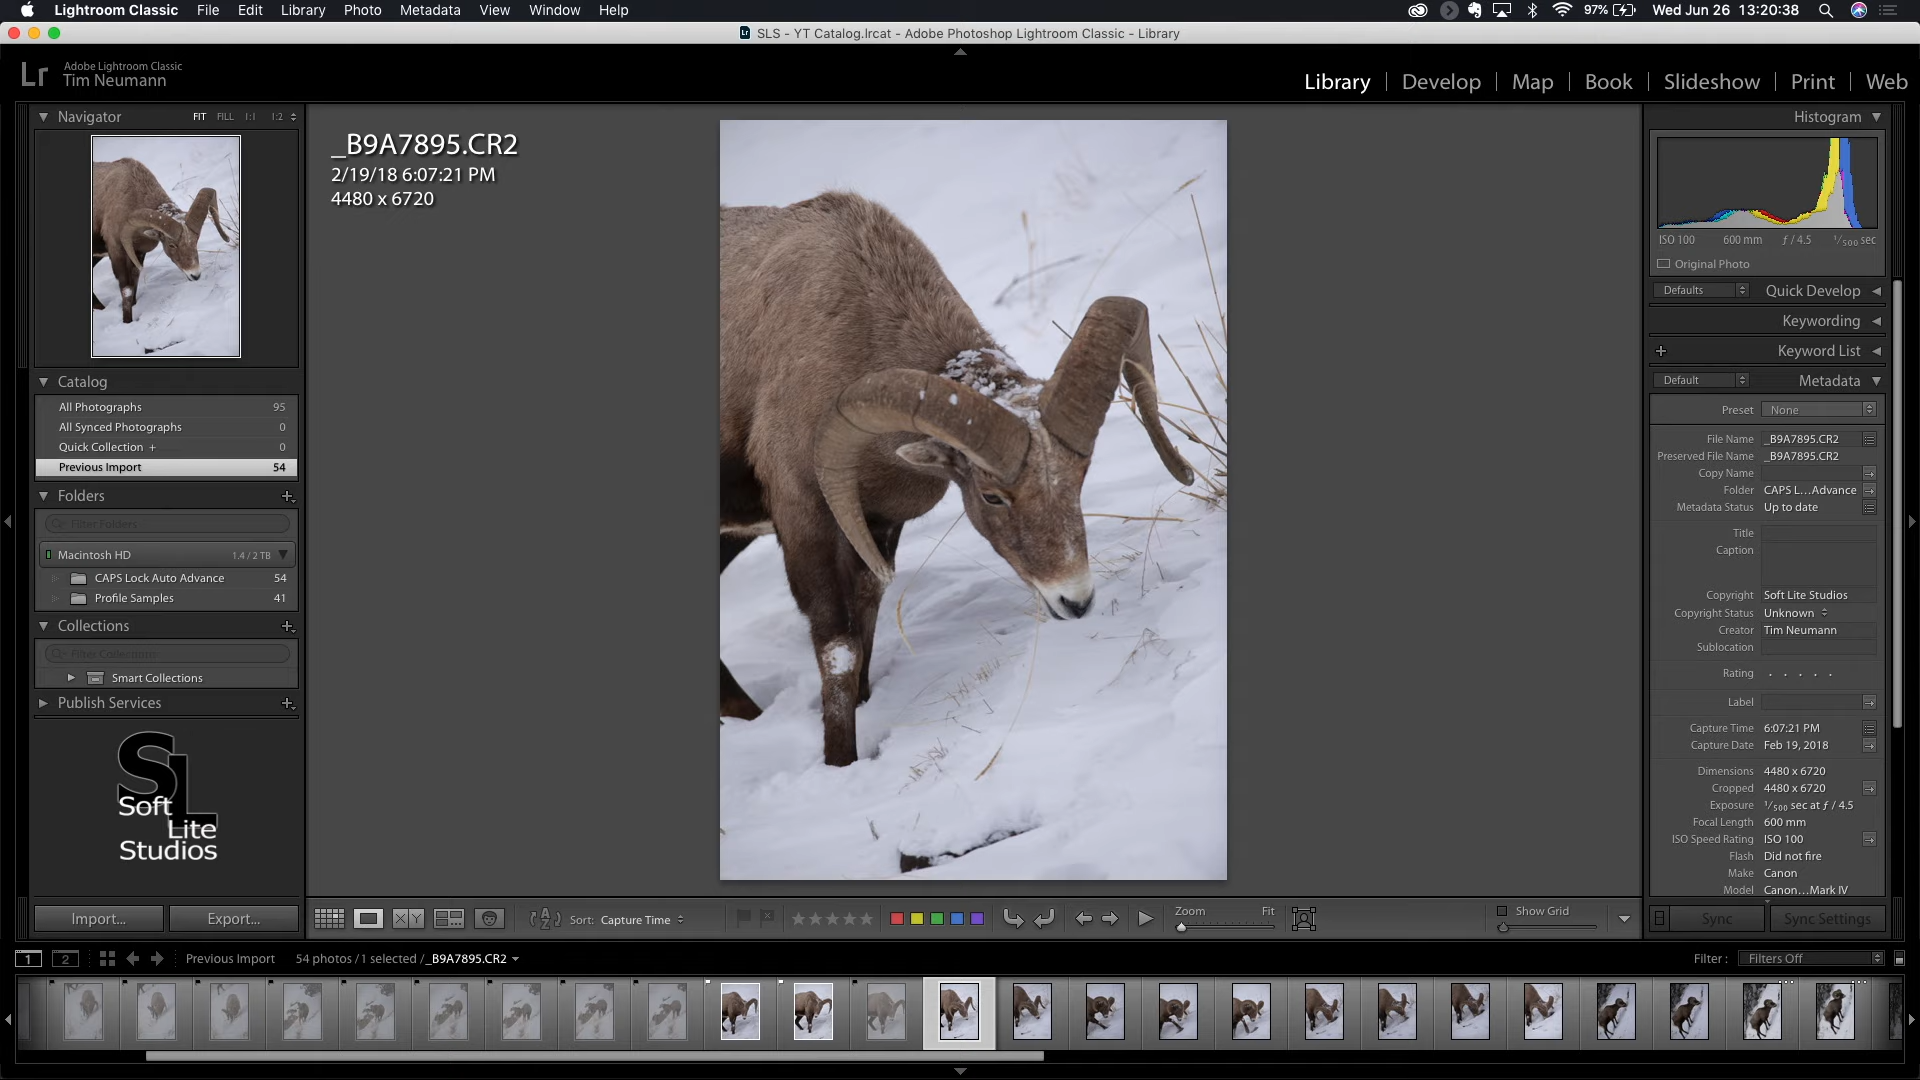 Lightroom Classic File Edit Library Photo Metadata View Window Help 97% Wed Jun 26 13:20:38
SLS - YT Catalog.lrcat - Adobe Photoshop Lightroom Classic - Library
Lr Adobe Lightroom Classic
Tim Neumann
Library | Develop | Map | Book | Slideshow | Print | Web
Navigator FIT FILL 1:1 1:2
Catalog
All Photographs 95
All Synced Photographs 0
Quick Collection + 0
Previous Import 54
Folders
Filter Folders
Macintosh HD 1.4 / 2 TB
CAPS Lock Auto Advance 54
Profile Samples 41
Collections
Filter Collections
Smart Collections
Publish Services
SL
Soft
Lite
Studios
Import... Export...
_B9A7895.CR2
2/19/18 6:07:21 PM
4480 x 6720
Histogram
ISO 100 600 mm ƒ / 4.5 1/500 sec
Original Photo
Defaults Quick Develop
Keywording
+ Keyword List
Default Metadata
Preset None
File Name _B9A7895.CR2
Preserved File Name _B9A7895.CR2
Copy Name
Folder CAPS L...Advance
Metadata Status Up to date
Title
Caption
Copyright Soft Lite Studios
Copyright Status Unknown
Creator Tim Neumann
Sublocation
Rating . . . . .
Label
Capture Time 6:07:21 PM
Capture Date Feb 19, 2018
Dimensions 4480 x 6720
Cropped 4480 x 6720
Exposure 1/500 sec at ƒ / 4.5
Focal Length 600 mm
ISO Speed Rating ISO 100
Flash Did not fire
Make Canon
Model Canon...Mark IV
XY Sort: Capture Time Zoom Fit Show Grid
Sync Sync Settings
1 2 Previous Import 54 photos / 1 selected / _B9A7895.CR2 Filter : Filters Off